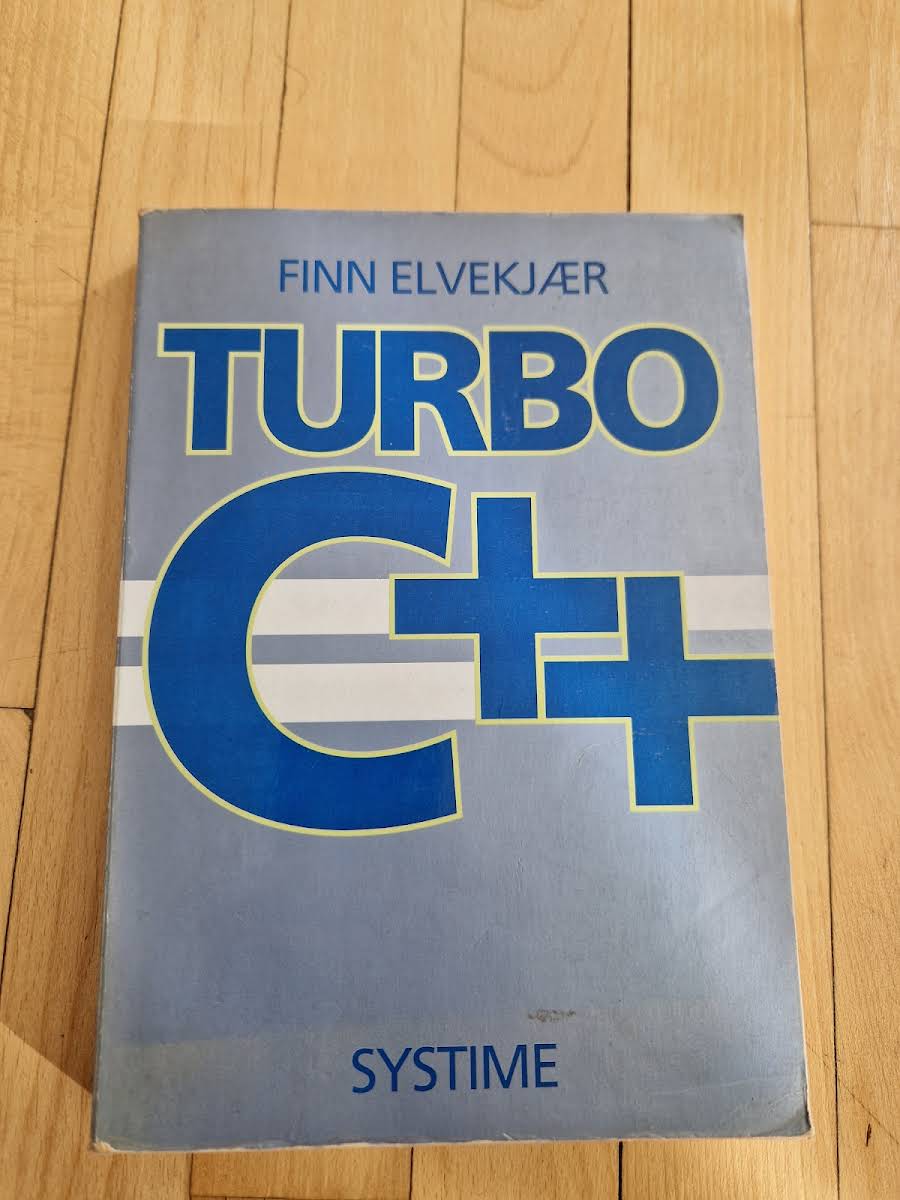 FINN ELVEKJÆR
TURBO
C++
SYSTIME